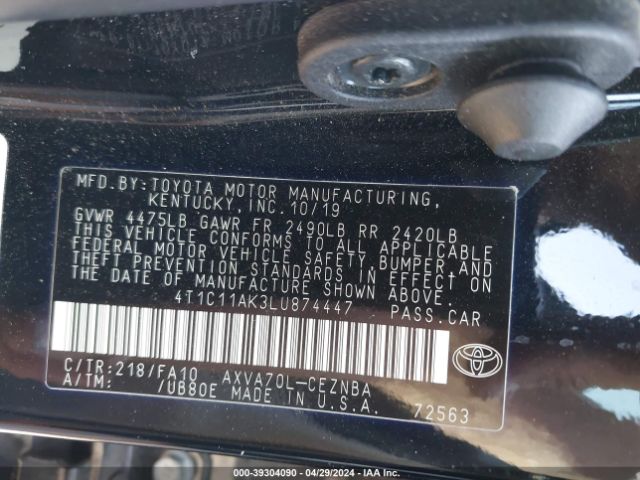 MFD.BY:TOYOTA MOTOR MANUFACTURING,
KENTUCKY, INC.10/19
GVWR 4475LB GAWR FR 2490LB RR 2420LB
THIS VEHICLE CONFORMS TO ALL APPLICABLE
FEDERAL MOTOR VEHICLE SAFETY, BUMPER, AND
THEFT PREVENTION STANDARDS IN EFFECT ON
THE DATE OF MANUFACTURE SHOWN ABOVE.
4T1C11AK3LU874447 PASS.CAR
C/TR:218/FA10 AXVA70L-CEZNBA
A/TM: /UB80E MADE IN U.S.A. 72563
000-39304090 | 04/29/2024 | IAA Inc.